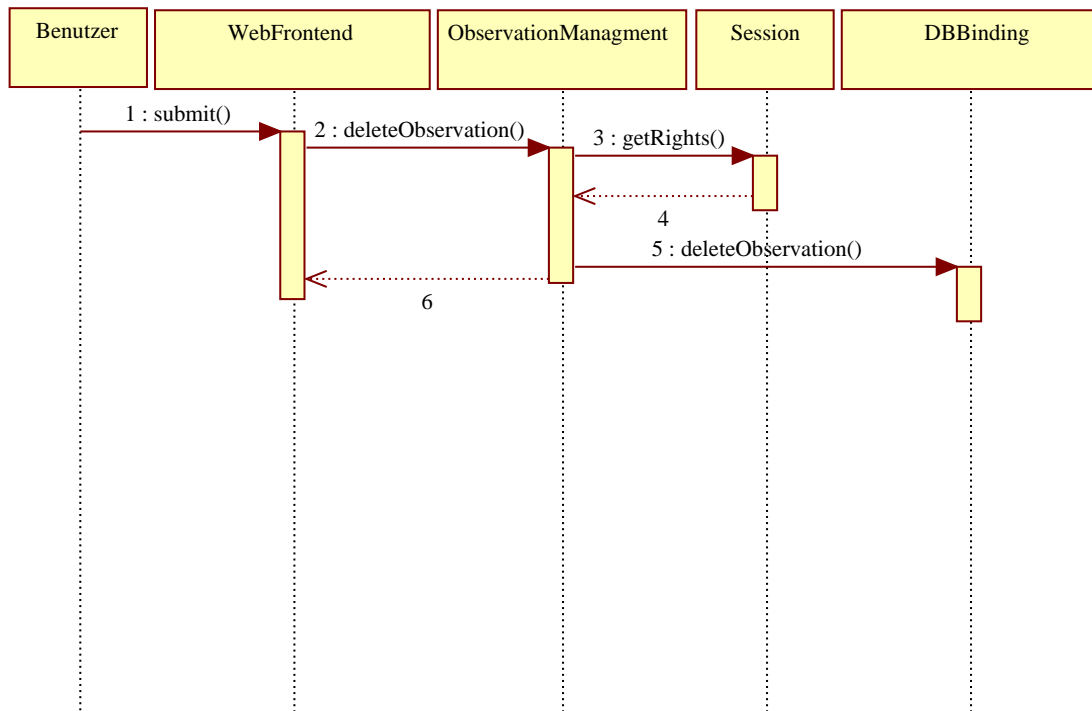 Benutzer
WebFrontend
ObservationManagment
Session
DBBinding
1 : submit()
2 : deleteObservation()
3 : getRights()
4
5 : deleteObservation()
6